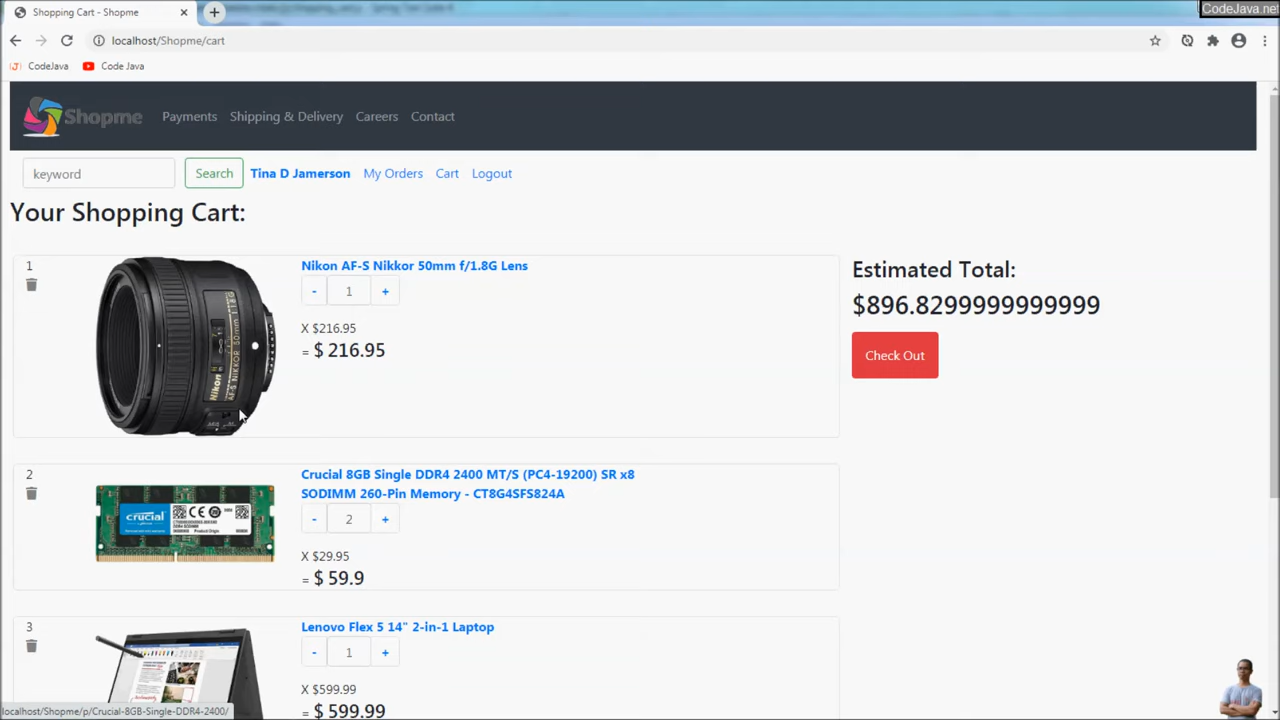 CodeJava.net
Shopping Cart - Shopme
localhost/Shopme/cart
CodeJava
Code Java
Shopme
Payments
Shipping & Delivery
Careers
Contact
keyword
Search
Tina D Jamerson
My Orders
Cart
Logout
Your Shopping Cart:
1
Nikon AF-S Nikkor 50mm f/1.8G Lens
- 1 +
X $216.95
= $ 216.95
Estimated Total:
$896.8299999999999
Check Out
2
Crucial 8GB Single DDR4 2400 MT/S (PC4-19200) SR x8
SODIMM 260-Pin Memory - CT8G4SFS824A
- 2 +
X $29.95
= $ 59.9
crucial
3
Lenovo Flex 5 14" 2-in-1 Laptop
- 1 +
X $599.99
= $ 599.99
localhost/Shopme/p/Crucial-8GB-Single-DDR4-2400/